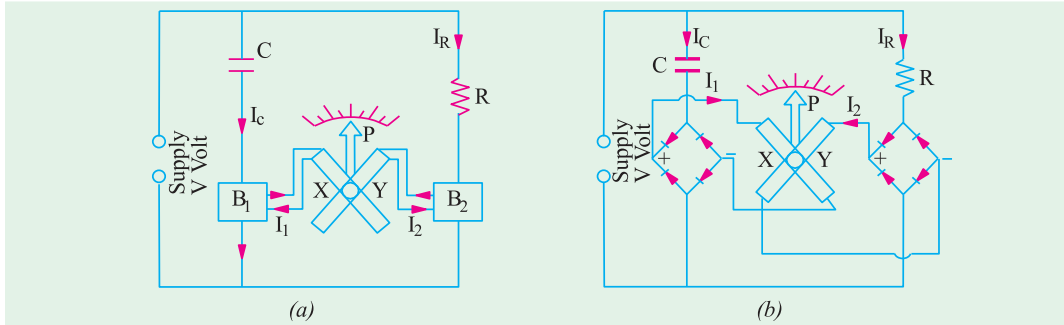 C
I_R
R
I_c
P
Supply
V Volt
X
Y
B_1
B_2
I_1
I_2
(a)
I_C
I_R
C
R
I_1
P
I_2
Supply
V Volt
+
−
X
Y
+
−
(b)